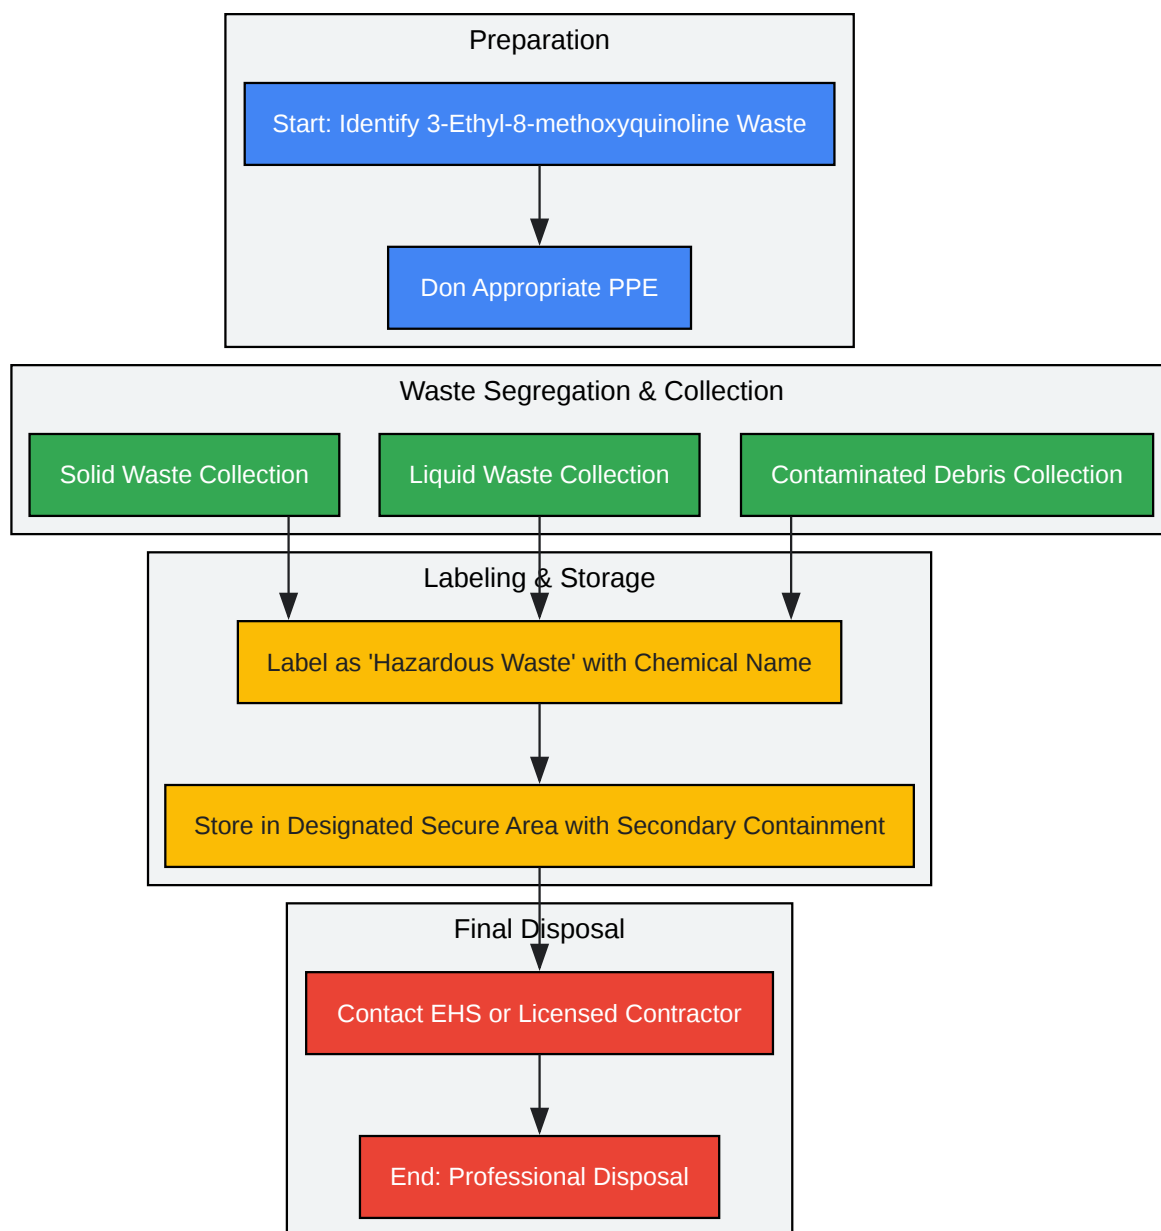 Preparation
Start: Identify 3-Ethyl-8-methoxyquinoline Waste
Don Appropriate PPE
Waste Segregation & Collection
Solid Waste Collection
Liquid Waste Collection
Contaminated Debris Collection
Labeling & Storage
Label as 'Hazardous Waste' with Chemical Name
Store in Designated Secure Area with Secondary Containment
Final Disposal
Contact EHS or Licensed Contractor
End: Professional Disposal